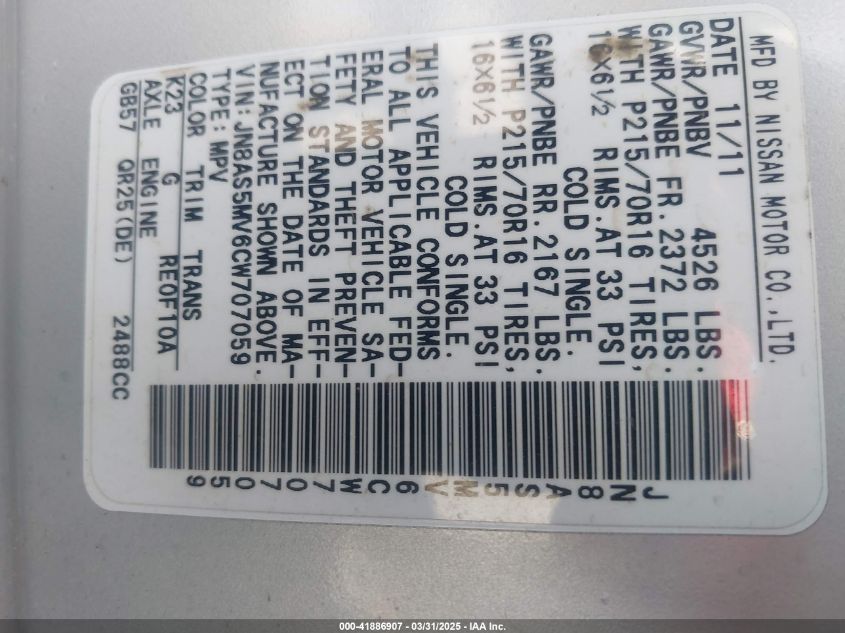 MFD BY NISSAN MOTOR CO.,LTD.
DATE 11/11
GVWR/PNBV 4526 LBS.
GAWR/PNBE FR. 2372 LBS.
WITH P215/70R16 TIRES,
16X6½ RIMS.AT 33 PSI
COLD SINGLE.
GAWR/PNBE RR. 2167 LBS.
WITH P215/70R16 TIRES,
16X6½ RIMS.AT 33 PSI
COLD SINGLE.
THIS VEHICLE CONFORMS
TO ALL APPLICABLE FED-
ERAL MOTOR VEHICLE SA-
FETY AND THEFT PREVEN-
TION STANDARDS IN EFF-
ECT ON THE DATE OF MA-
NUFACTURE SHOWN ABOVE.
VIN: JN8AS5MV6CW707059
TYPE: MPV
COLOR TRIM TRANS
K23 G RE0F10A
AXLE ENGINE
GB57 QR25(DE) 2488CC
JN8AS5MV6CW707059
000-41886907 - 03/31/2025 - IAA Inc.